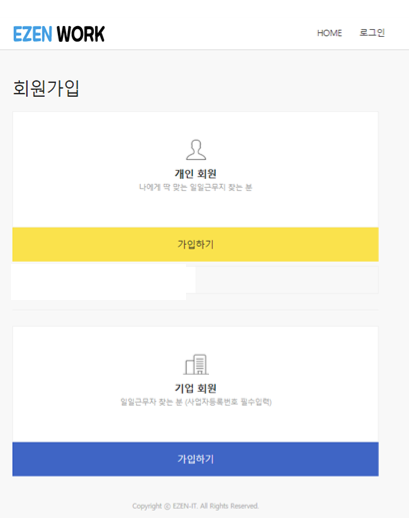 EZEN WORK
HOME 로그인
회원가입
개인 회원
나에게 딱 맞는 일일근무지 찾는 분
가입하기
기업 회원
일일근무자 찾는 분 (사업자등록번호 필수입력)
가입하기
Copyright ⓒ EZEN-IT. All Rights Reserved.